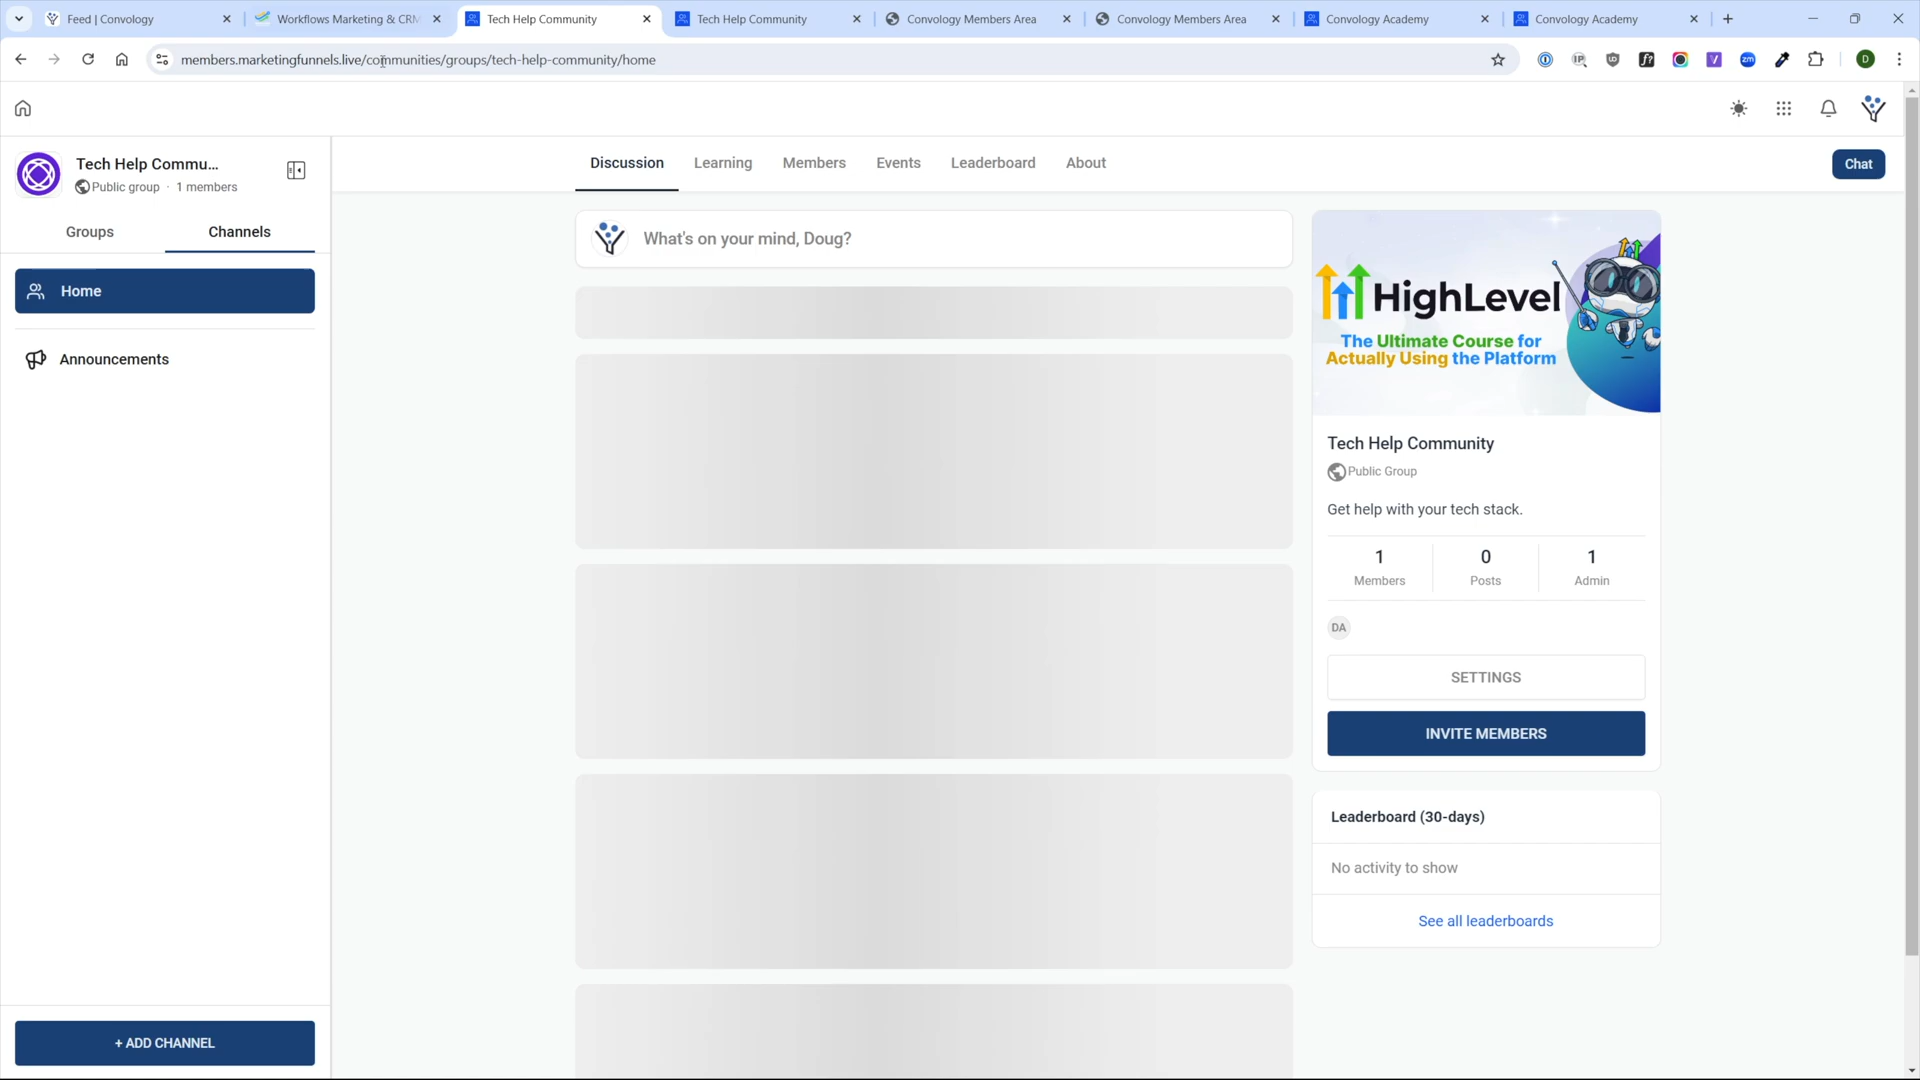 Feed | Convology
Workflows Marketing & CRM
Tech Help Community
Tech Help Community
Convology Members Area
Convology Members Area
Convology Academy
Convology Academy
members.marketingfunnels.live/communities/groups/tech-help-community/home
D
Tech Help Commu...
Public group · 1 members
Groups
Channels
Home
Announcements
+ ADD CHANNEL
Discussion
Learning
Members
Events
Leaderboard
About
Chat
What's on your mind, Doug?
HighLevel
The Ultimate Course for
Actually Using the Platform
Tech Help Community
Public Group
Get help with your tech stack.
1
Members
0
Posts
1
Admin
DA
SETTINGS
INVITE MEMBERS
Leaderboard (30-days)
No activity to show
See all leaderboards